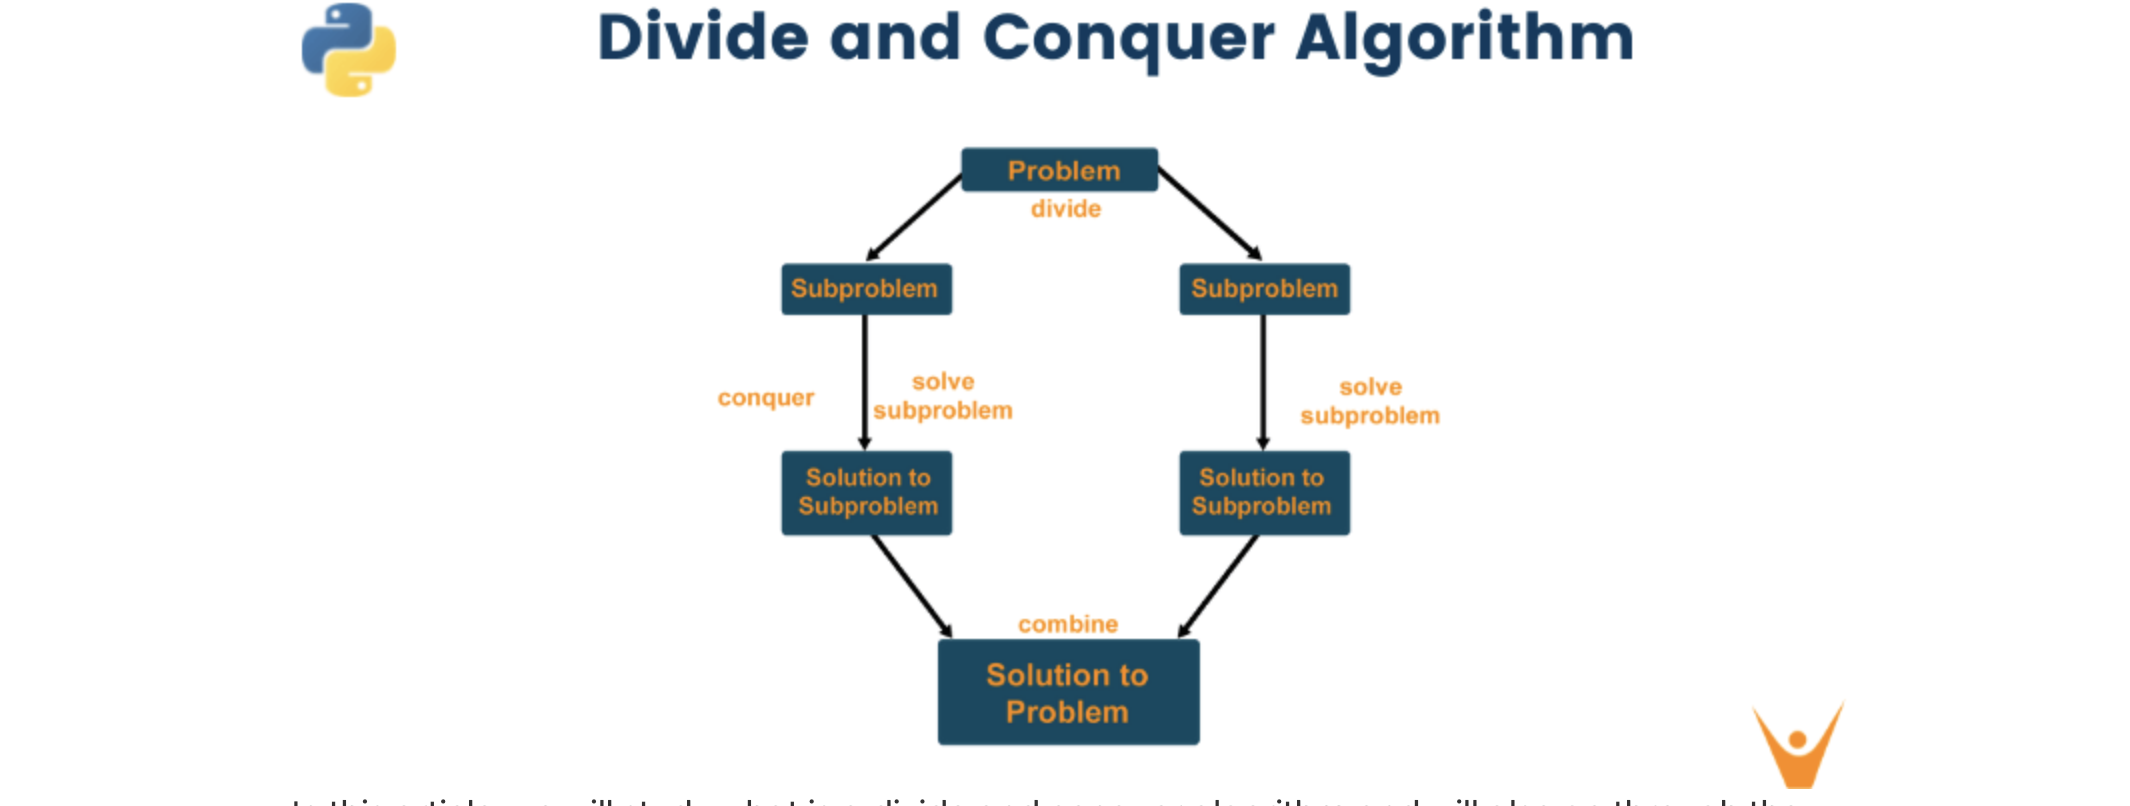 Divide and Conquer Algorithm
Problem
divide
Subproblem
Subproblem
conquer
solve
subproblem
solve
subproblem
Solution to
Subproblem
Solution to
Subproblem
combine
Solution to
Problem